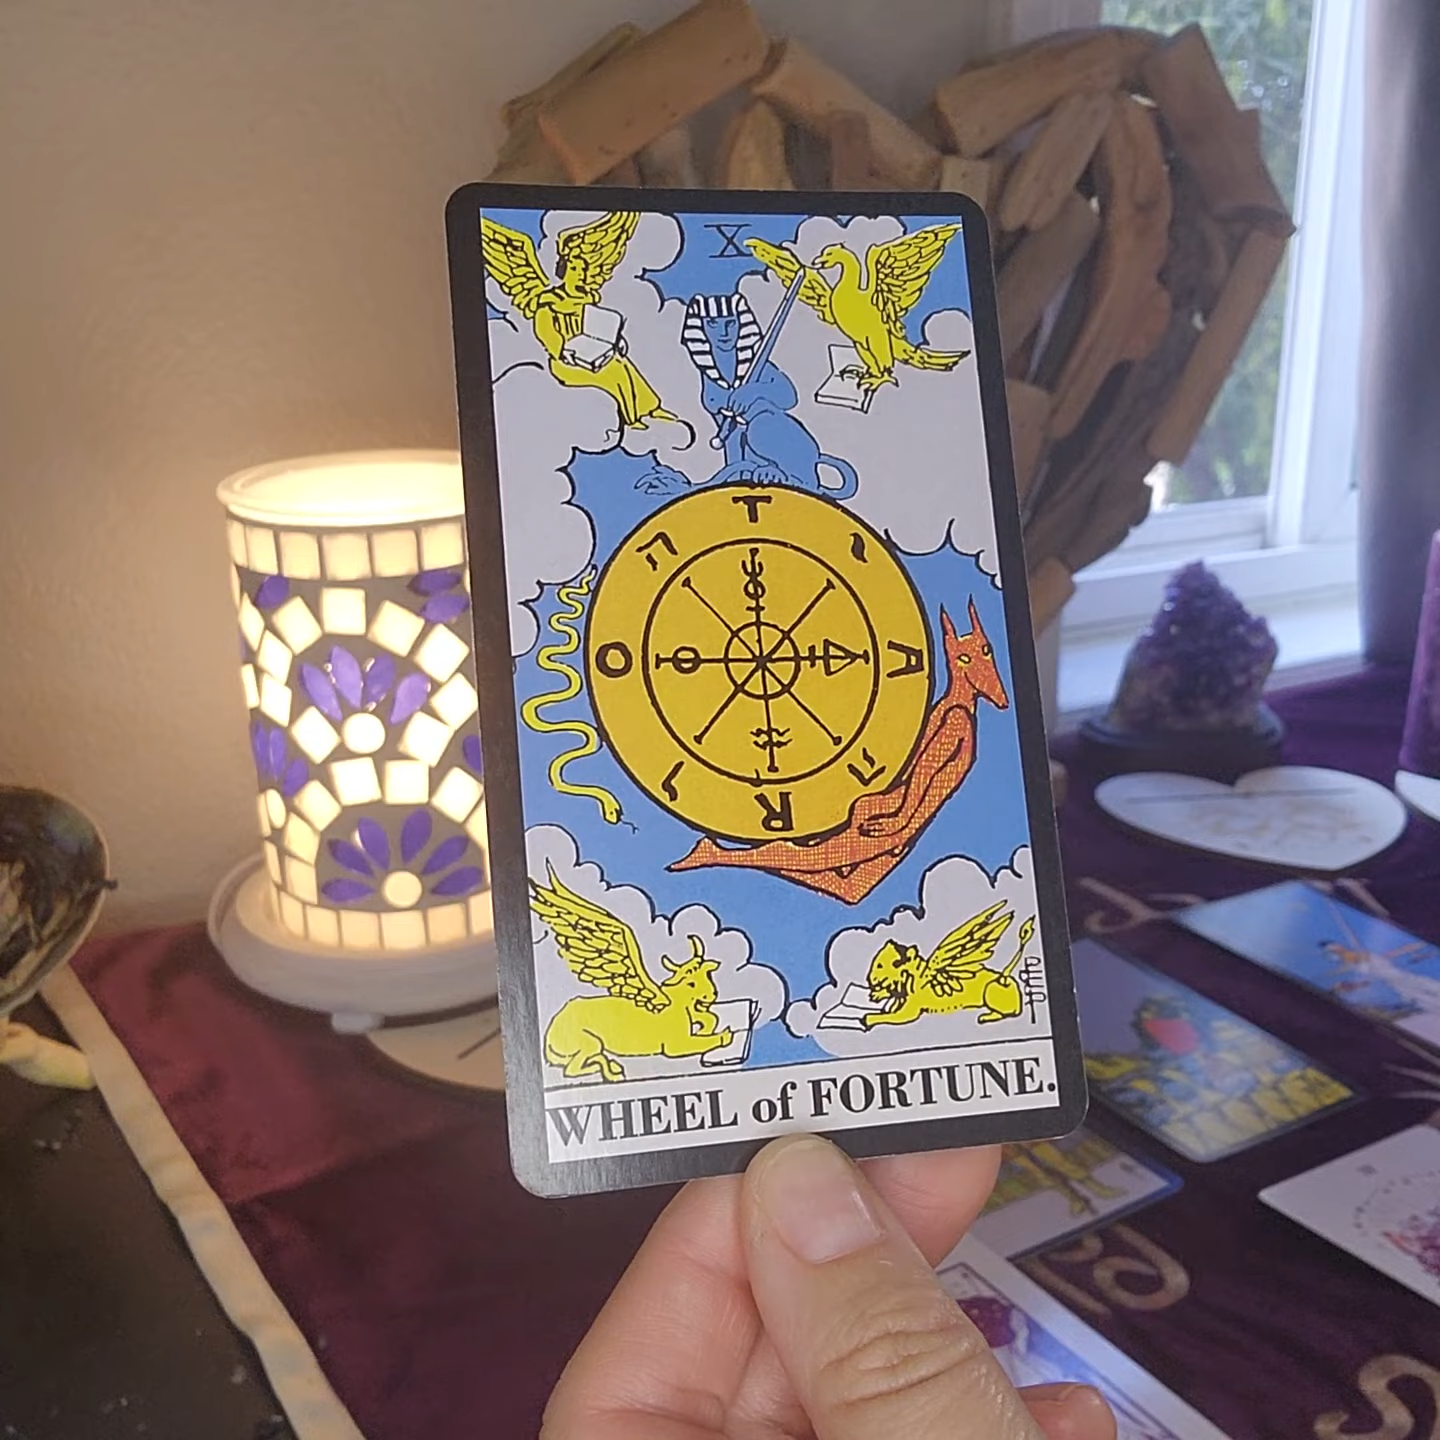 X
T
ה י
O A
ו ה
R
WHEEL of FORTUNE.